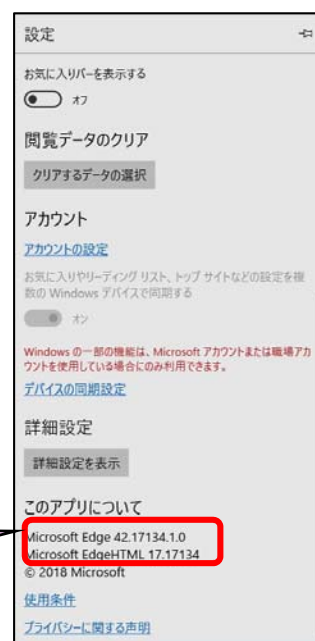 設定
お気に入りバーを表示する
オフ
閲覧データのクリア
クリアするデータの選択
アカウント
アカウントの設定
お気に入りやリーディング リスト、トップ サイトなどの設定を複
数の Windows デバイスで同期する
オン
Windows の一部の機能は、Microsoft アカウントまたは職場アカ
ウントを使用している場合にのみ利用できます。
デバイスの同期設定
詳細設定
詳細設定を表示
このアプリについて
Microsoft Edge 42.17134.1.0
Microsoft EdgeHTML 17.17134
© 2018 Microsoft
使用条件
プライバシーに関する声明